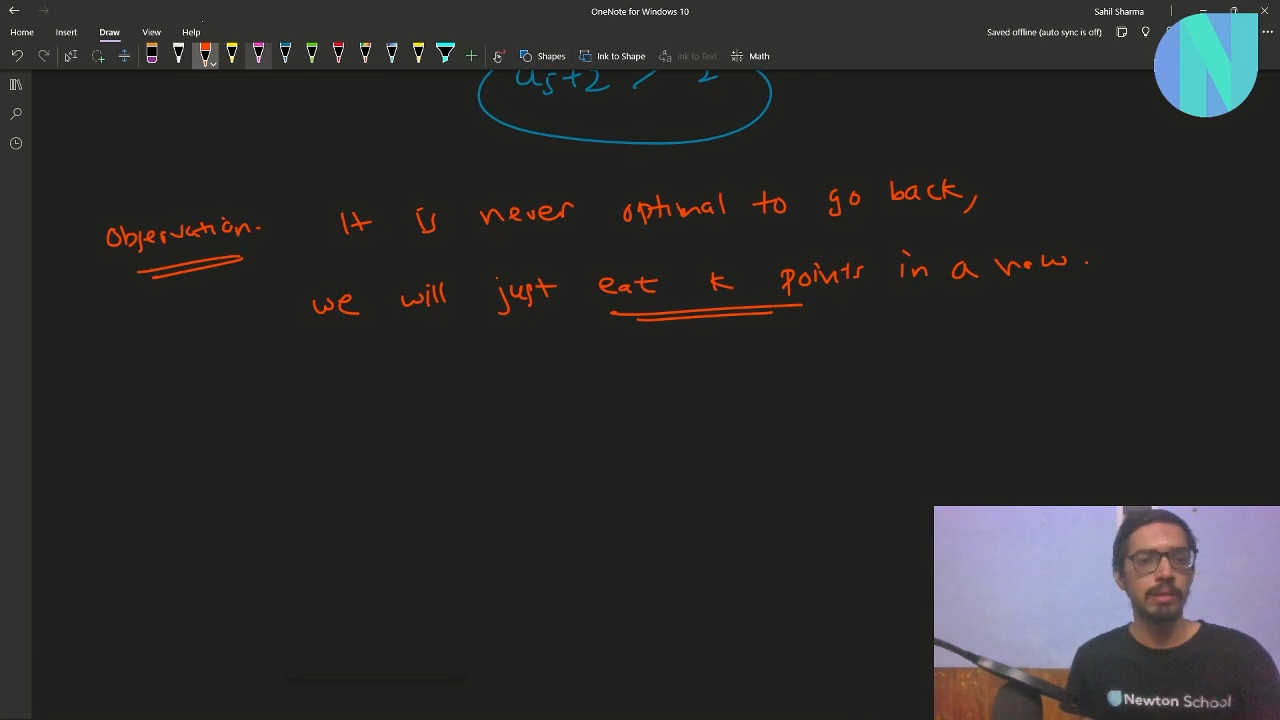 OneNote for Windows 10
Sahil Sharma
Home
Insert
Draw
View
Help
Saved offline (auto sync is off)
Shapes
Ink to Shape
Ink to Text
Math
Observation. It is never optimal to go back,
we will just eat k points in a row.
Newton School